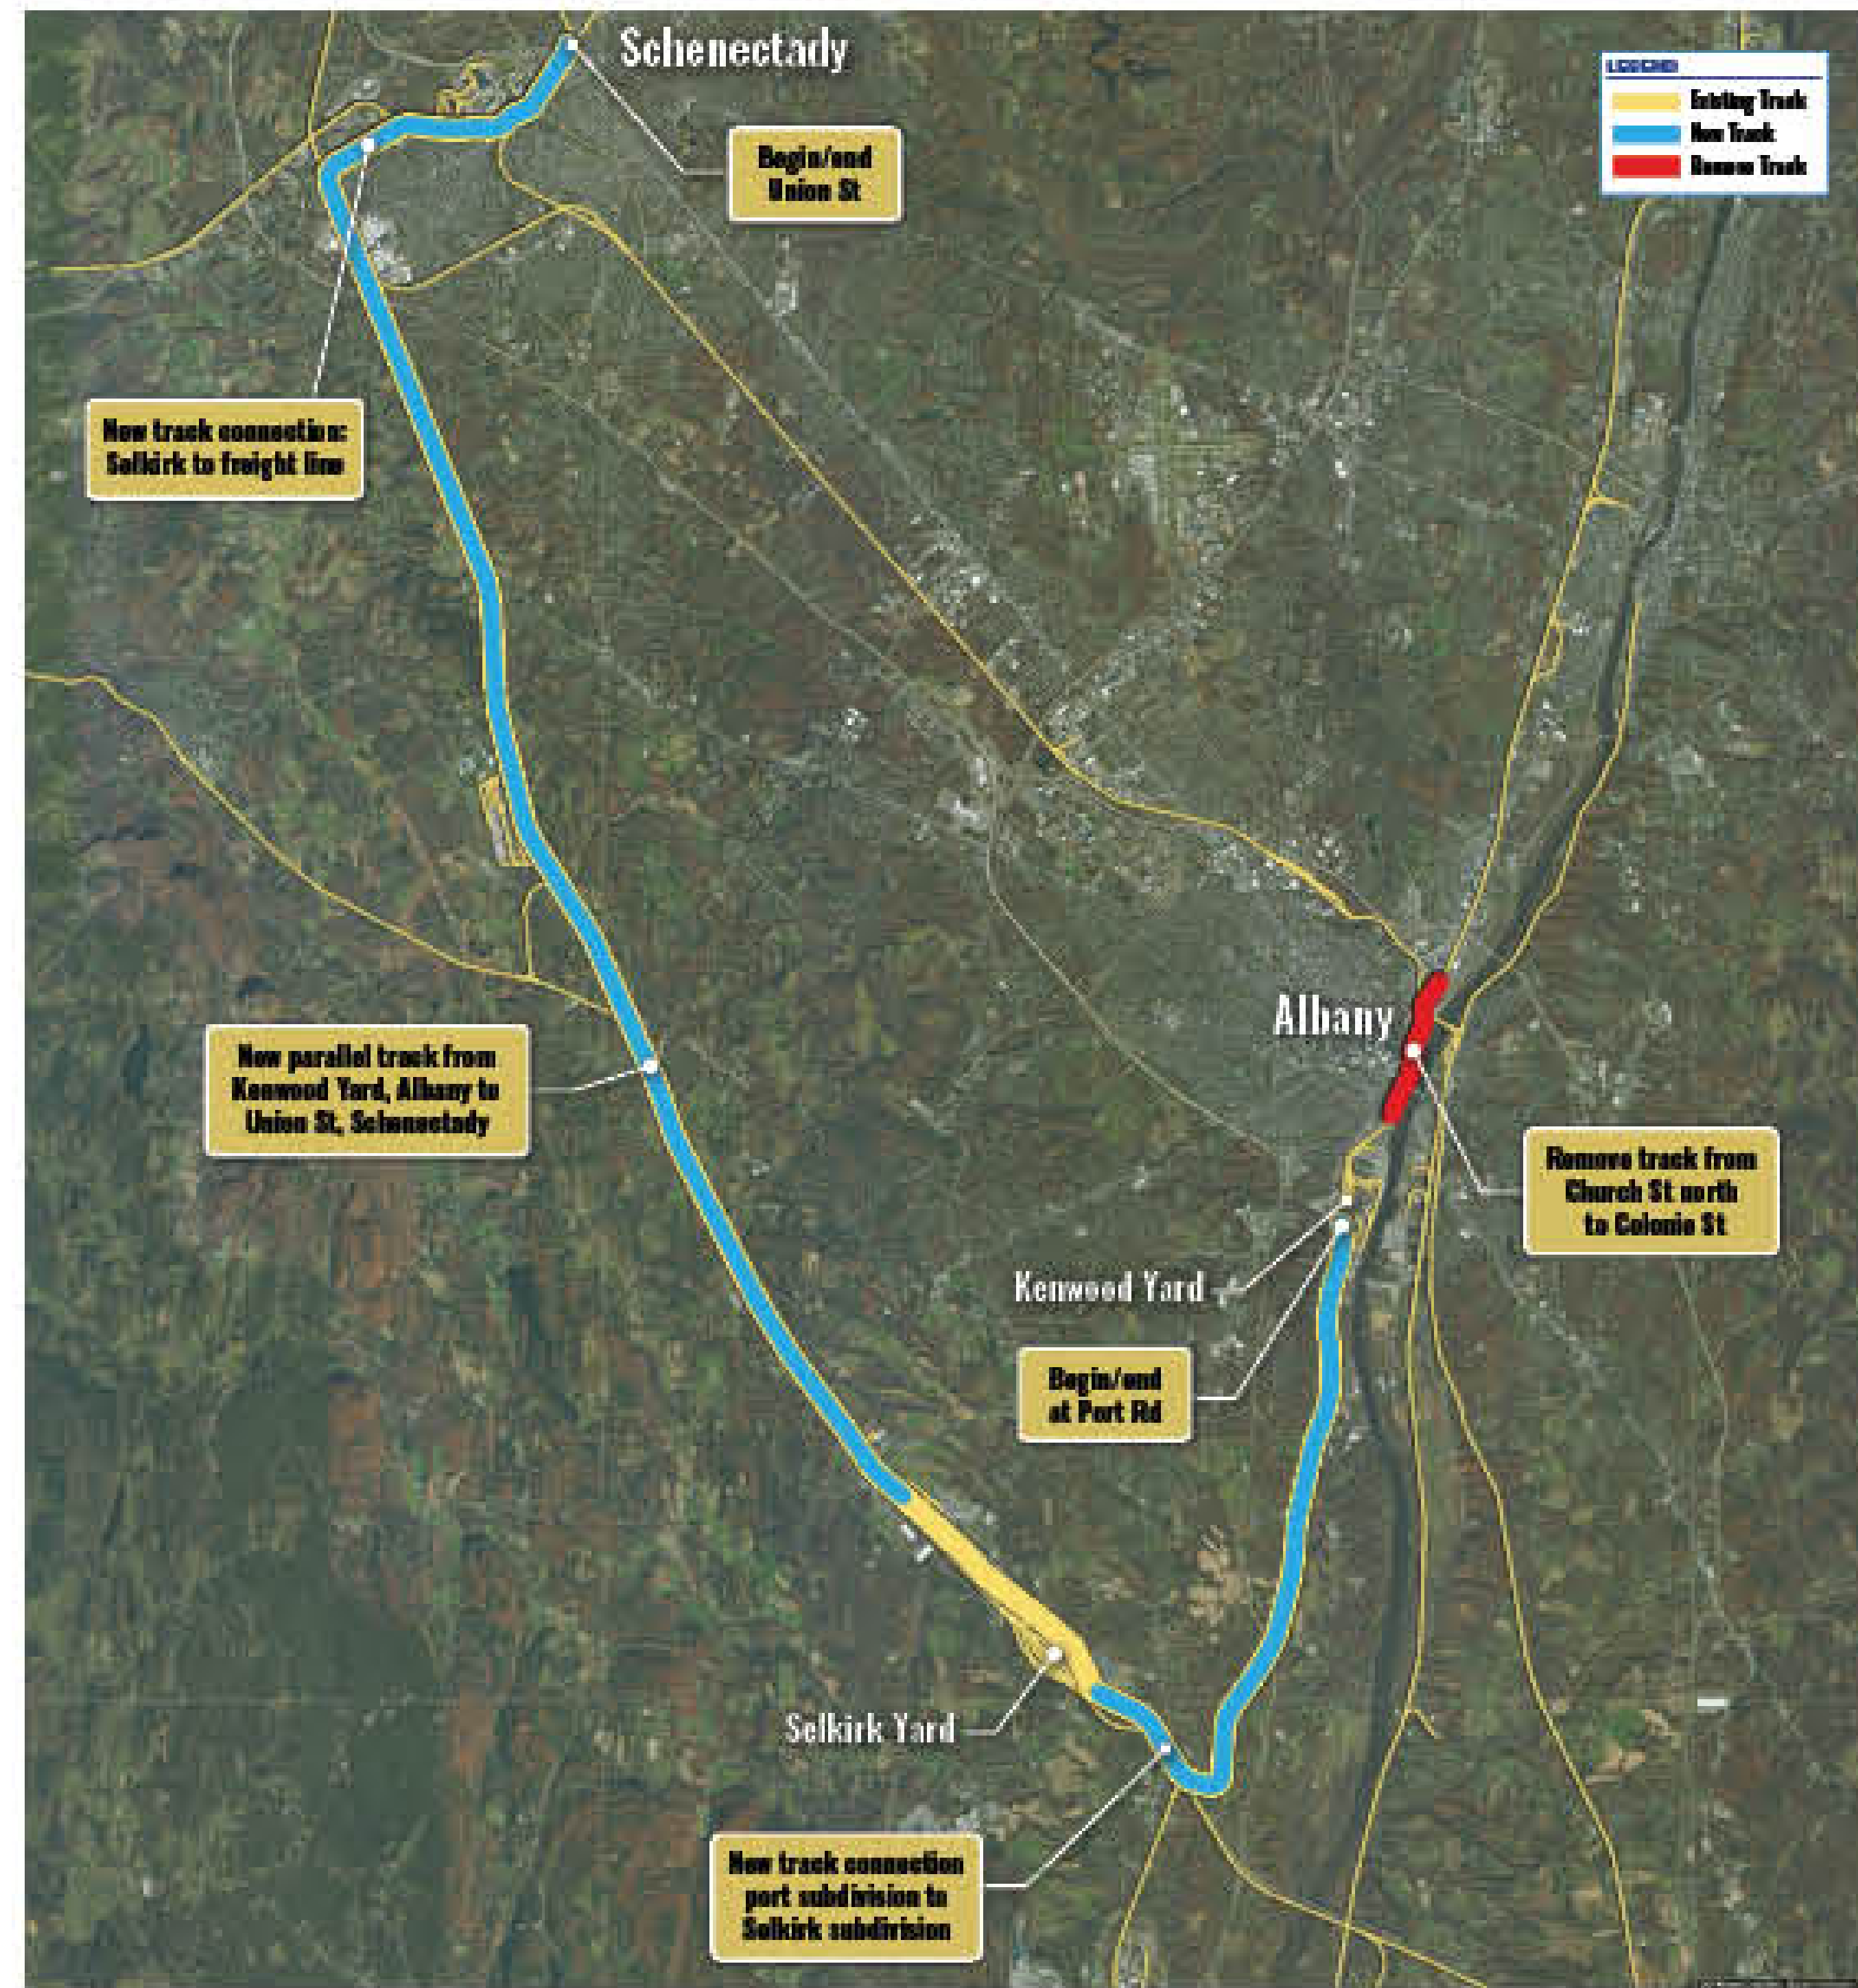 Schenectady
LEGEND
Existing Track
New Track
Remove Track
Begin/end
Union St
New track connection:
Selkirk to freight line
New parallel track from
Kenwood Yard, Albany to
Union St, Schenectady
Albany
Remove track from
Church St north
to Colonie St
Kenwood Yard
Begin/end
at Port Rd
Selkirk Yard
New track connection
port subdivision to
Selkirk subdivision